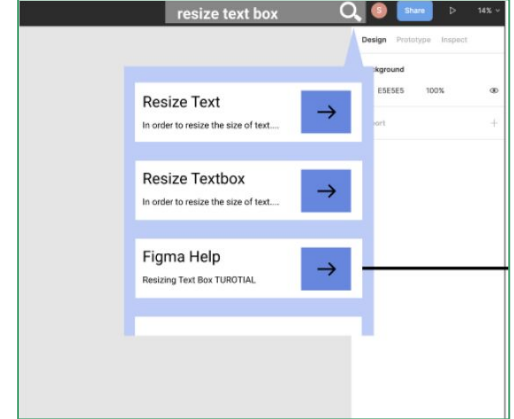 resize text box
S
Share
14%
Design Prototype Inspect
kground
E5E5E5 100%
ort
Resize Text
In order to resize the size of text....
Resize Textbox
In order to resize the size of text....
Figma Help
Resizing Text Box TUROTIAL